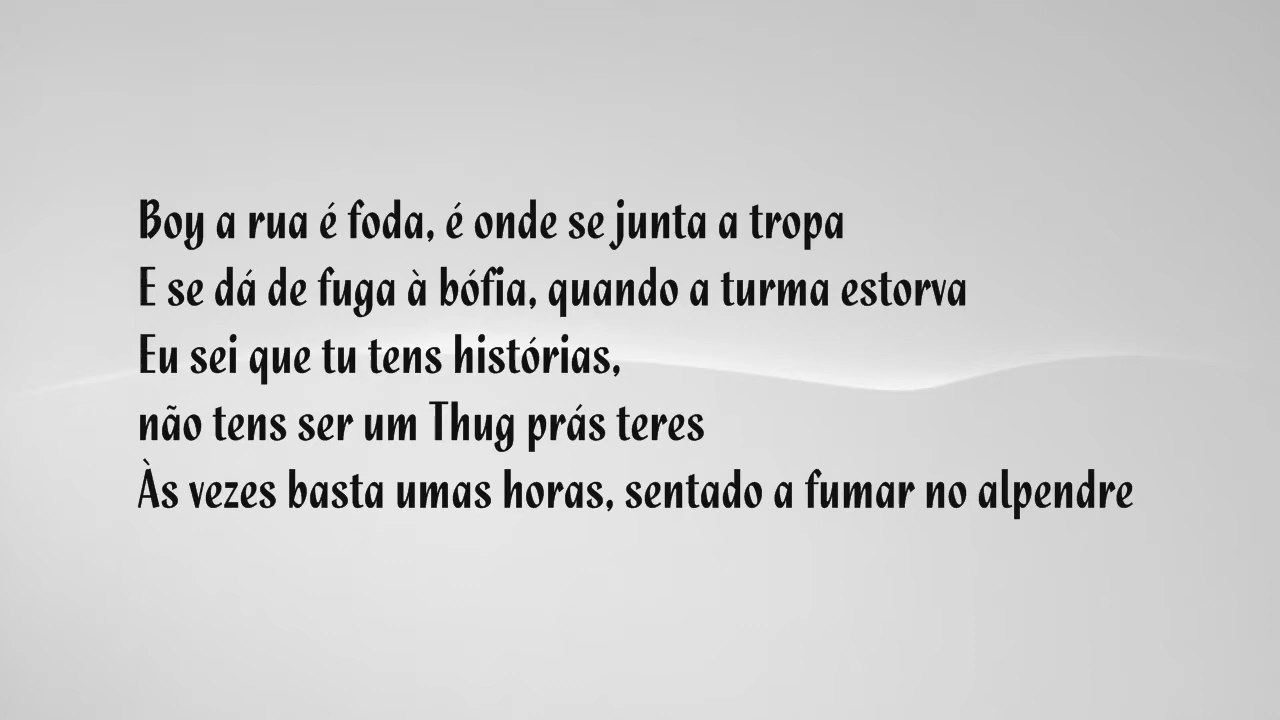 Boy a rua é foda, é onde se junta a tropa
E se dá de fuga à bófia, quando a turma estorva
Eu sei que tu tens histórias,
não tens ser um Thug prás teres
Às vezes basta umas horas, sentado a fumar no alpendre